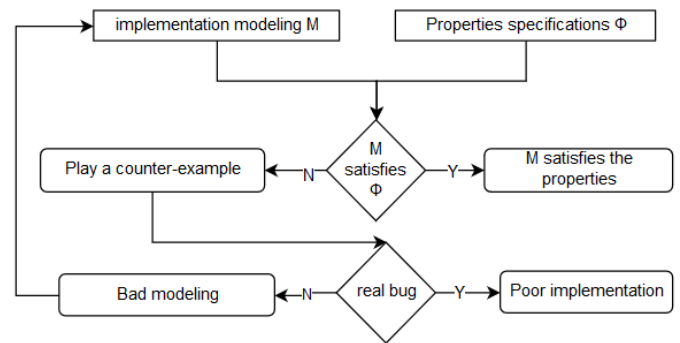 implementation modeling M
Properties specifications Φ
M
satisfies
Φ
N
Y
Play a counter-example
M satisfies the
properties
real bug
N
Y
Bad modeling
Poor implementation